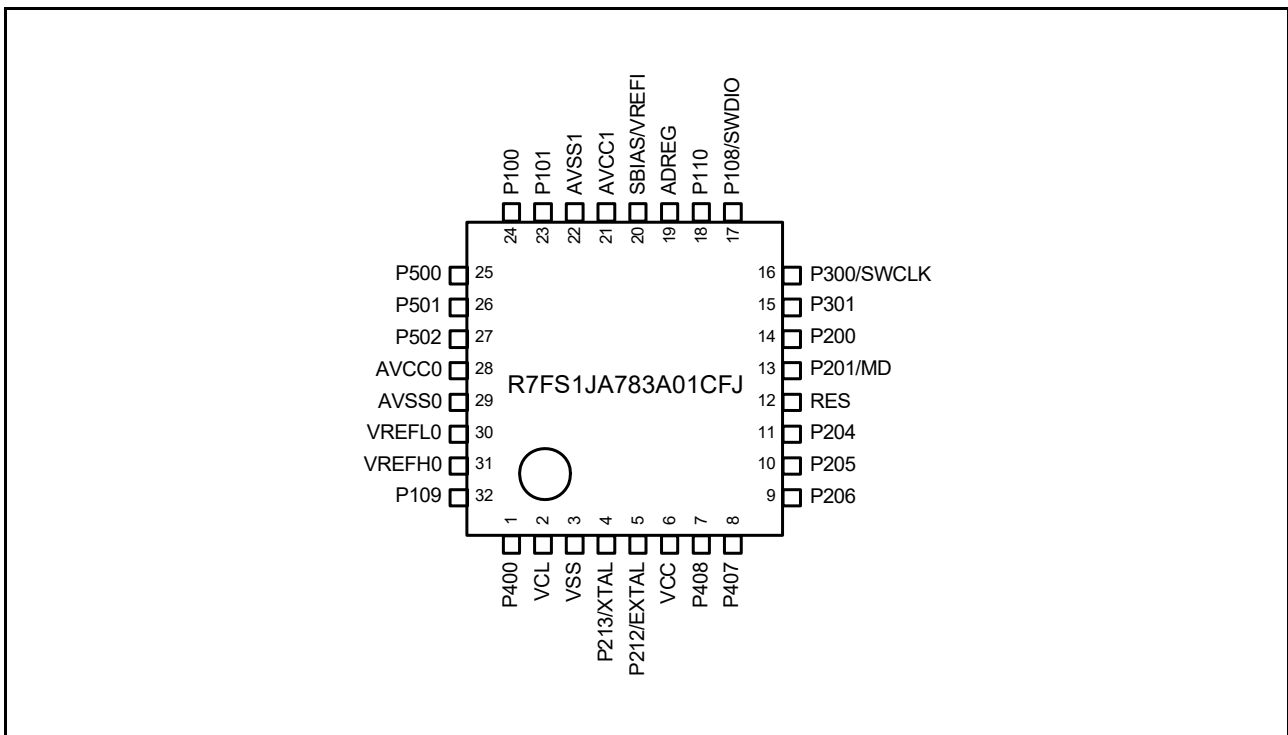 P100
P101
AVSS1
AVCC1
SBIAS/VREFI
ADREG
P110
P108/SWDIO
24
23
22
21
20
19
18
17
P500 25
P501 26
P502 27
AVCC0 28
AVSS0 29
VREFL0 30
VREFH0 31
P109 32
R7FS1JA783A01CFJ
16 P300/SWCLK
15 P301
14 P200
13 P201/MD
12 RES
11 P204
10 P205
9 P206
1
2
3
4
5
6
7
8
P400
VCL
VSS
P213/XTAL
P212/EXTAL
VCC
P408
P407